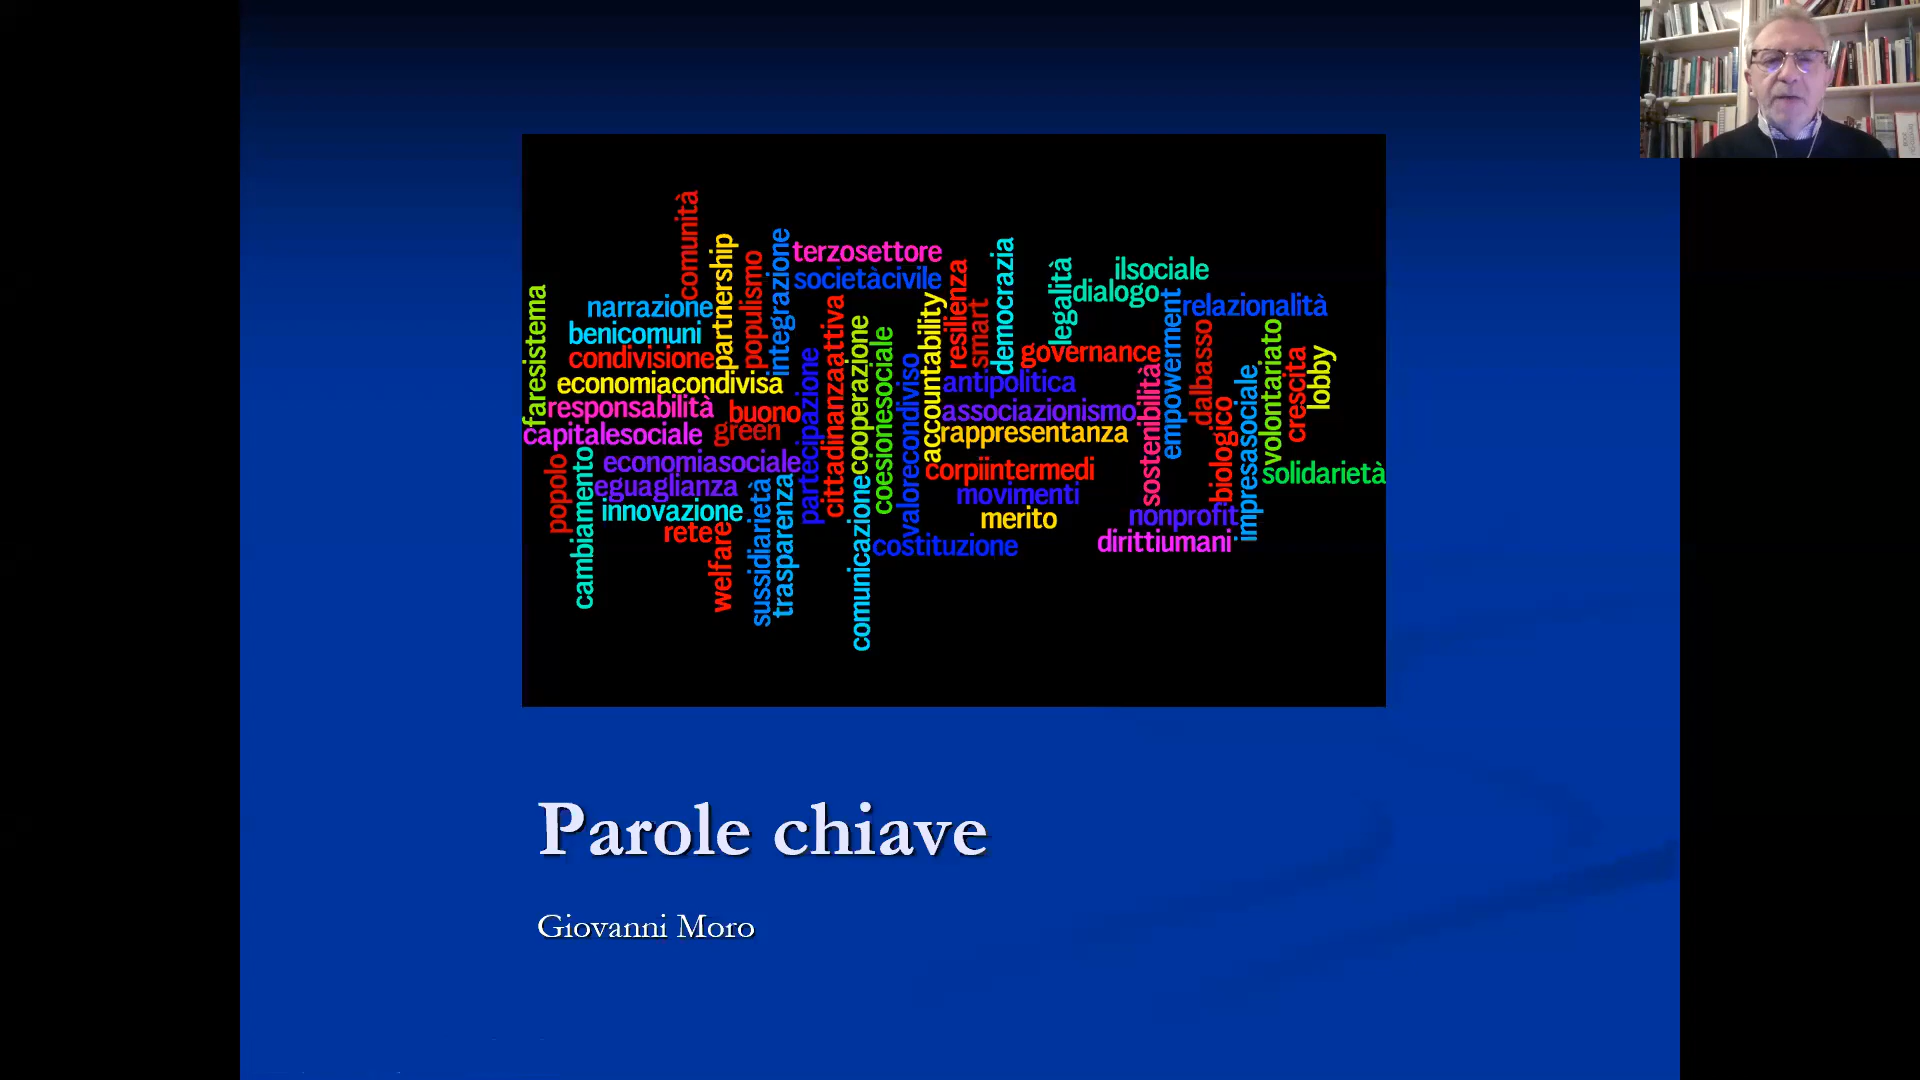 comunità
partnership
populismo
integrazione
terzosettore
societàcivile
resilienza
smart
democrazia
legalità
ilsociale
dialogo
relazionalità
faresistema
narrazione
benicomuni
condivisione
economiacondivisa
responsabilità
buono
green
capitalesociale
partecipazione
cittadinanzaattiva
cooperazione
coesionesociale
valorecondiviso
accountability
governance
antipolitica
associazionismo
rappresentanza
corpiintermedi
movimenti
merito
costituzione
sostenibilità
empowerment
dalbasso
biologico
impresasociale
volontariato
crescita
lobby
solidarietà
nonprofit
dirittiumani
popolo
cambiamento
economiasociale
eguaglianza
innovazione
rete
welfare
sussidiarietà
trasparenza
comunicazione
Parole chiave
Giovanni Moro